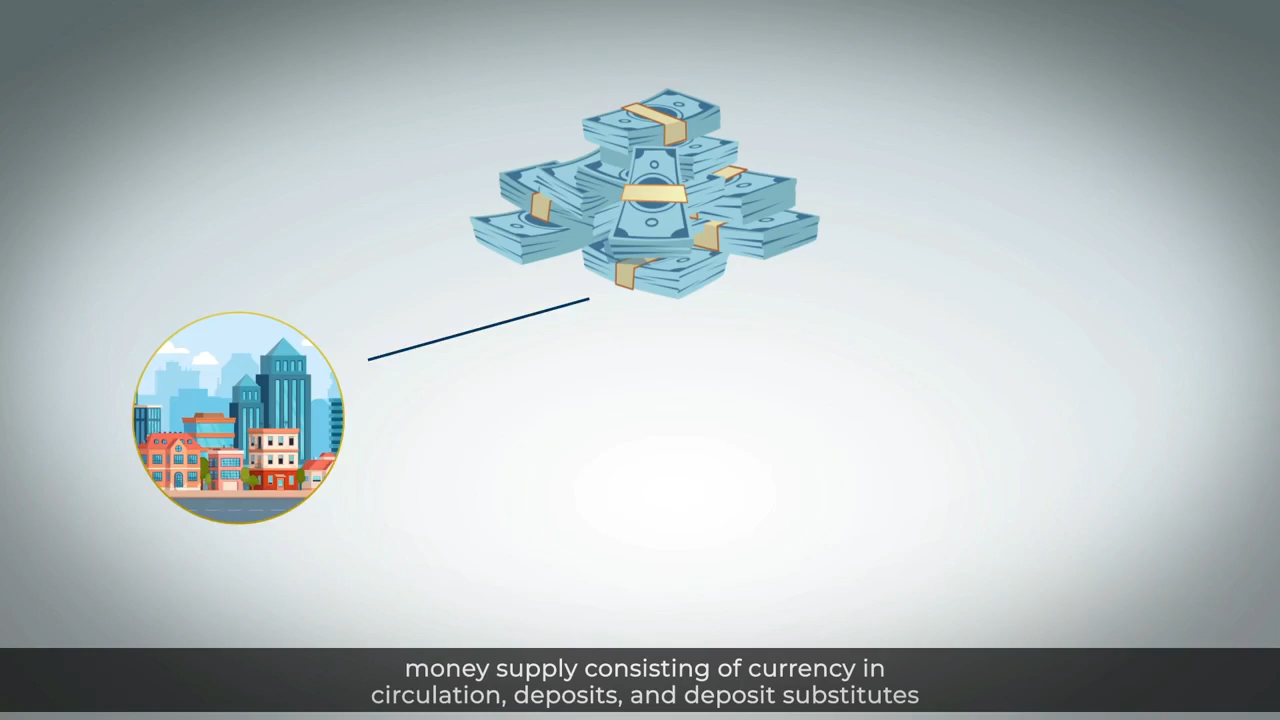 money supply consisting of currency in
circulation, deposits, and deposit substitutes